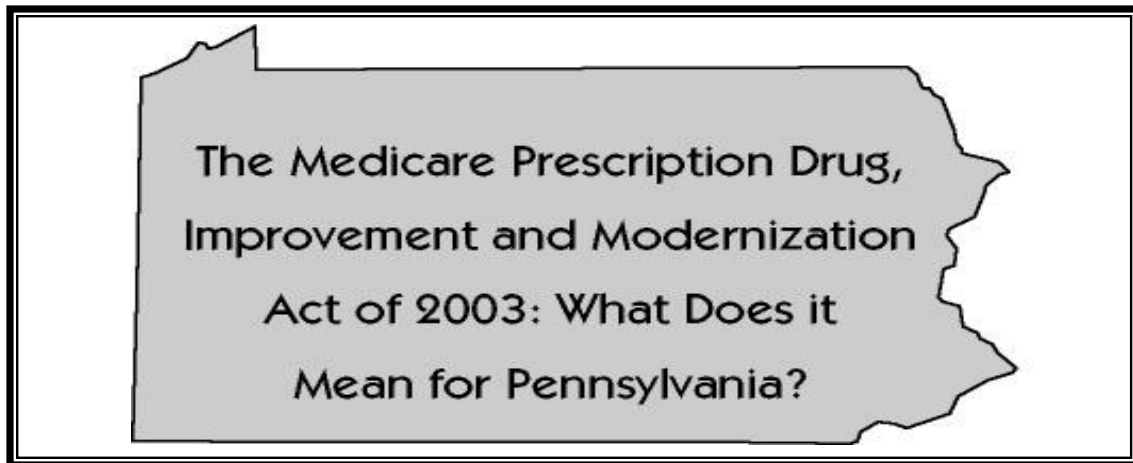 The Medicare Prescription Drug,
Improvement and Modernization
Act of 2003: What Does it
Mean for Pennsylvania?